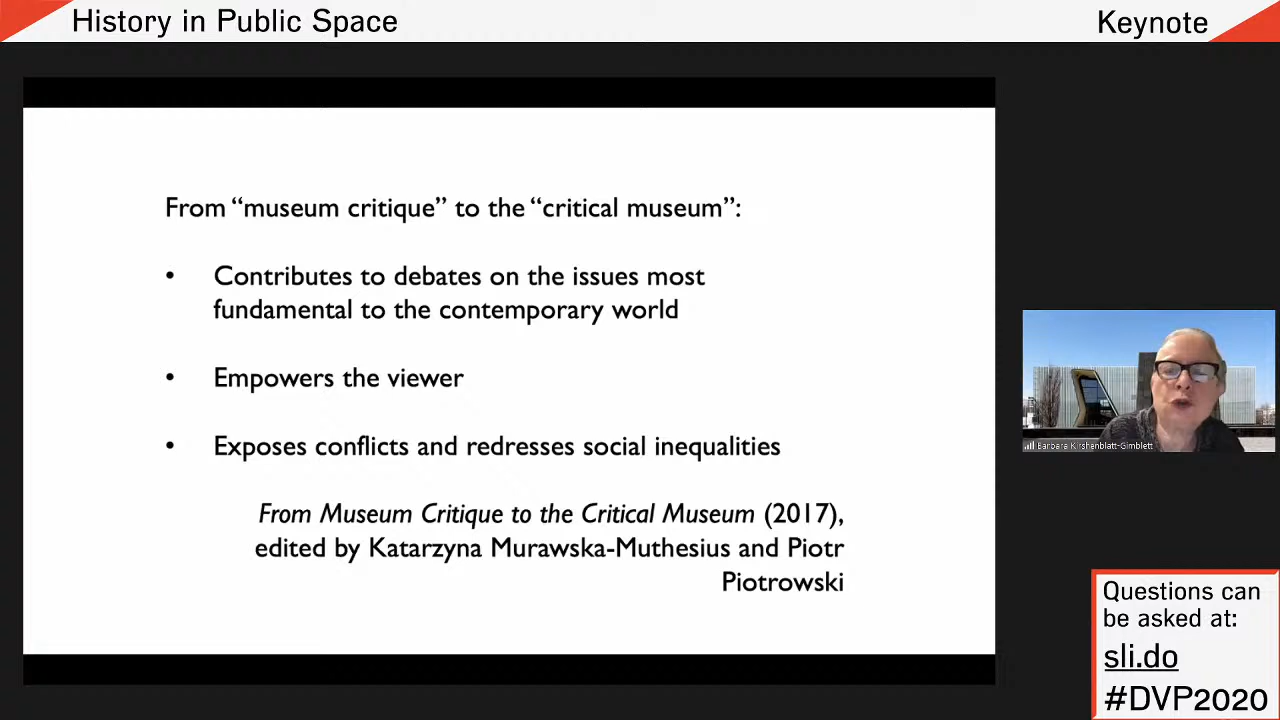 History in Public Space
Keynote
From “museum critique” to the “critical museum”:
• Contributes to debates on the issues most
fundamental to the contemporary world
• Empowers the viewer
• Exposes conflicts and redresses social inequalities
From Museum Critique to the Critical Museum (2017),
edited by Katarzyna Murawska-Muthesius and Piotr
Piotrowski
Barbara Kirshenblatt-Gimblett
Questions can
be asked at:
sli.do
#DVP2020